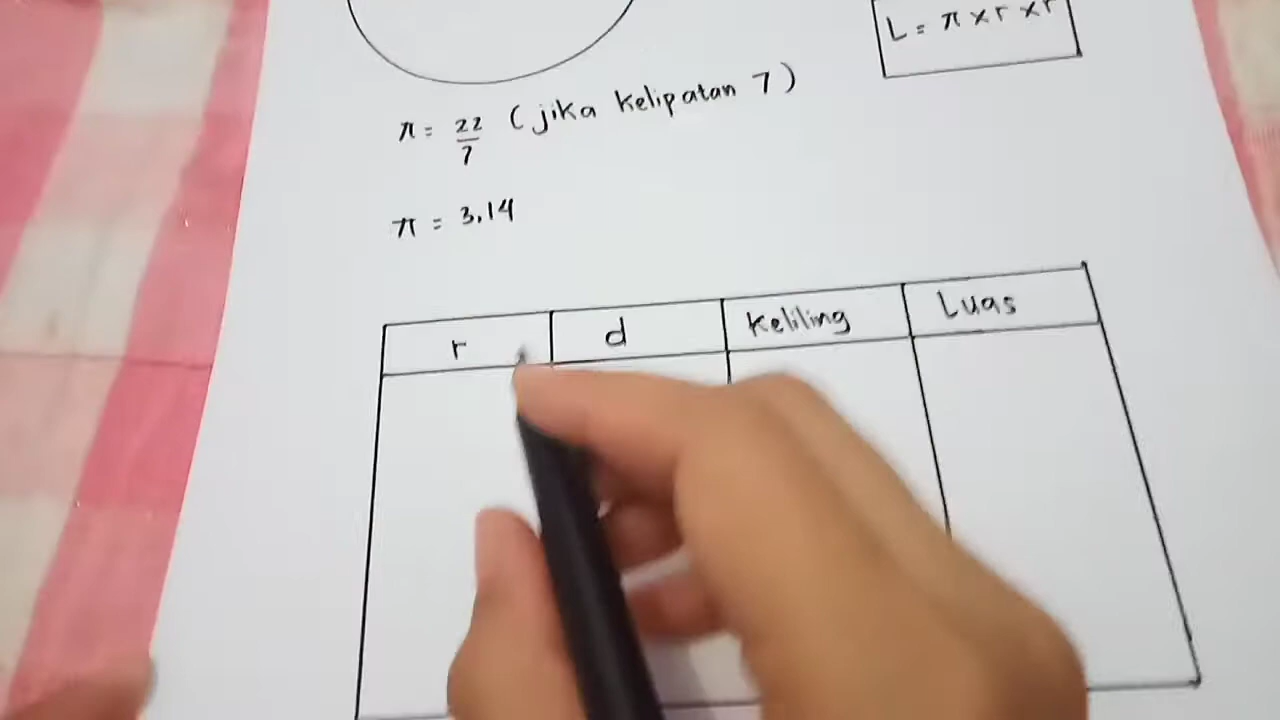 L = π x r x r
π = 22/7 (jika kelipatan 7)
π = 3,14
r d Keliling Luas